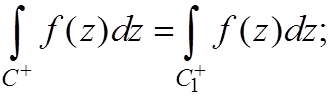 ∫_{C⁺} f(z)dz = ∫_{C₁⁺} f(z)dz;